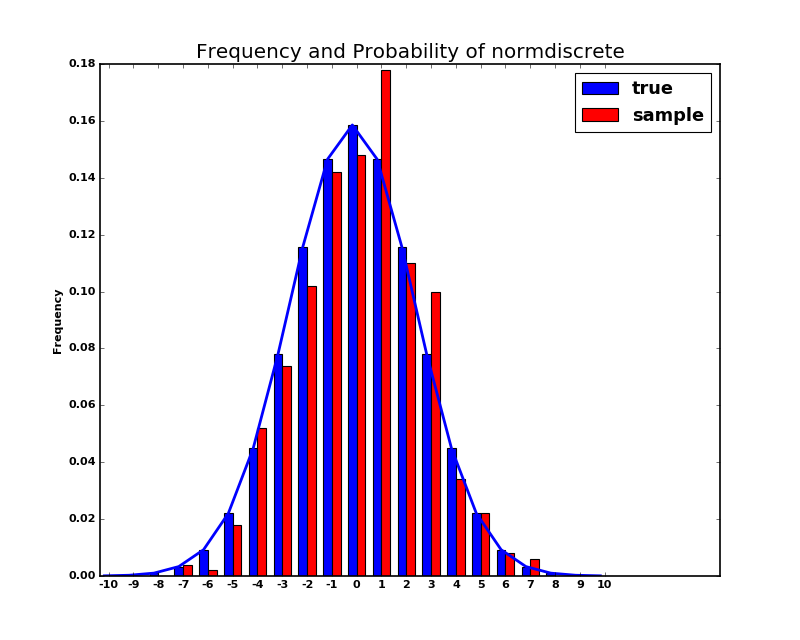 Frequency and Probability of normdiscrete
true
sample
0.18
0.16
0.14
0.12
0.10
0.08
0.06
0.04
0.02
0.00
Frequency
-10 -9 -8 -7 -6 -5 -4 -3 -2 -1 0 1 2 3 4 5 6 7 8 9 10